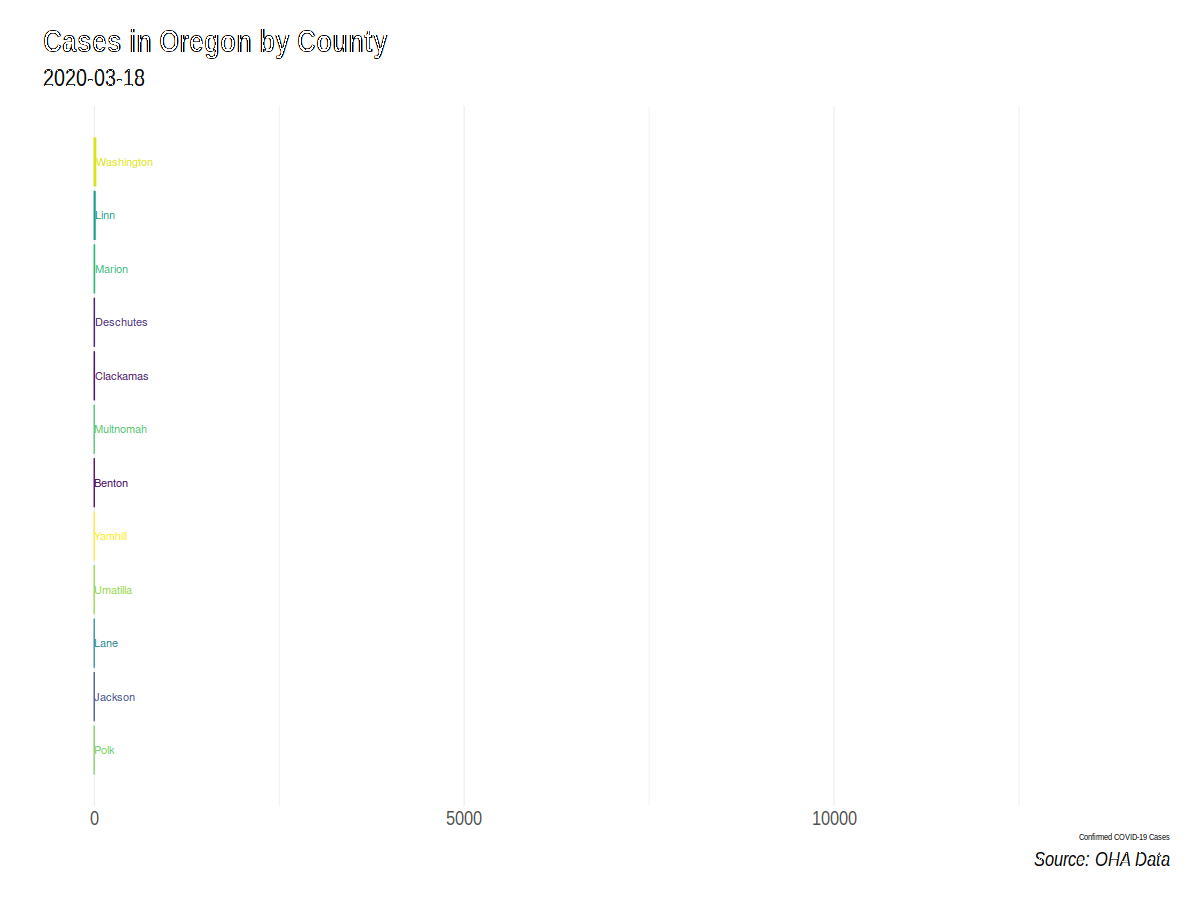 Cases in Oregon by County
2020-03-18
Washington
Linn
Marion
Deschutes
Clackamas
Multnomah
Benton
Yamhill
Umatilla
Lane
Jackson
Polk
0 5000 10000
Confirmed COVID-19 Cases
Source: OHA Data